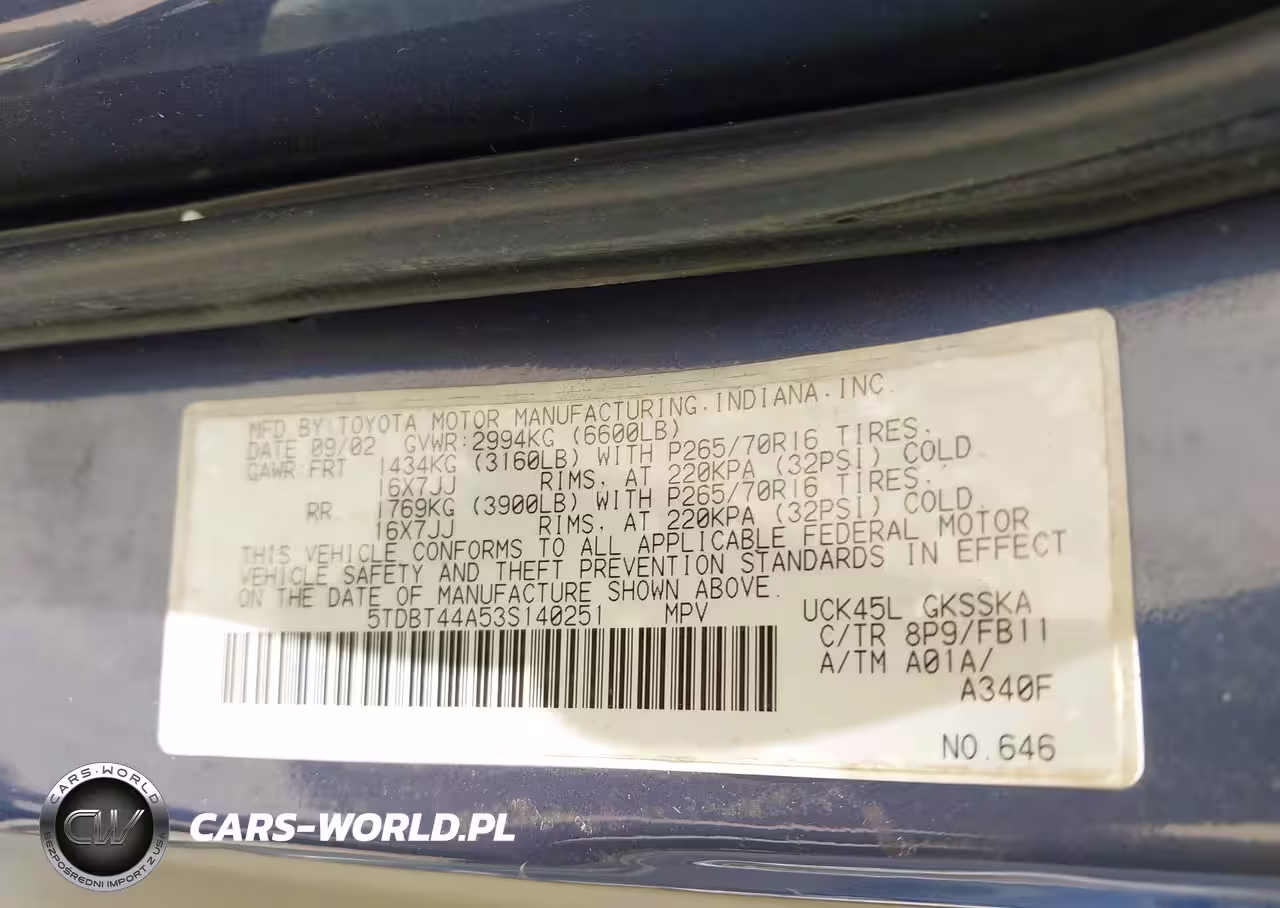 MFD BY:TOYOTA MOTOR MANUFACTURING.INDIANA.INC.
DATE 09/02 GVWR:2994KG (6600LB)
GAWR:FRT 1434KG (3160LB) WITH P265/70R16 TIRES.
16X7JJ RIMS, AT 220KPA (32PSI) COLD.
RR. 1769KG (3900LB) WITH P265/70R16 TIRES.
16X7JJ RIMS, AT 220KPA (32PSI) COLD.
THIS VEHICLE CONFORMS TO ALL APPLICABLE FEDERAL MOTOR
VEHICLE SAFETY AND THEFT PREVENTION STANDARDS IN EFFECT
ON THE DATE OF MANUFACTURE SHOWN ABOVE.
5TDBT44A53S140251 MPV UCK45L GKSSKA
C/TR 8P9/FB11
A/TM A01A/
A340F
NO.646
CARS-WORLD
CW
BEZPOŚREDNI IMPORT Z USA
CARS-WORLD.PL